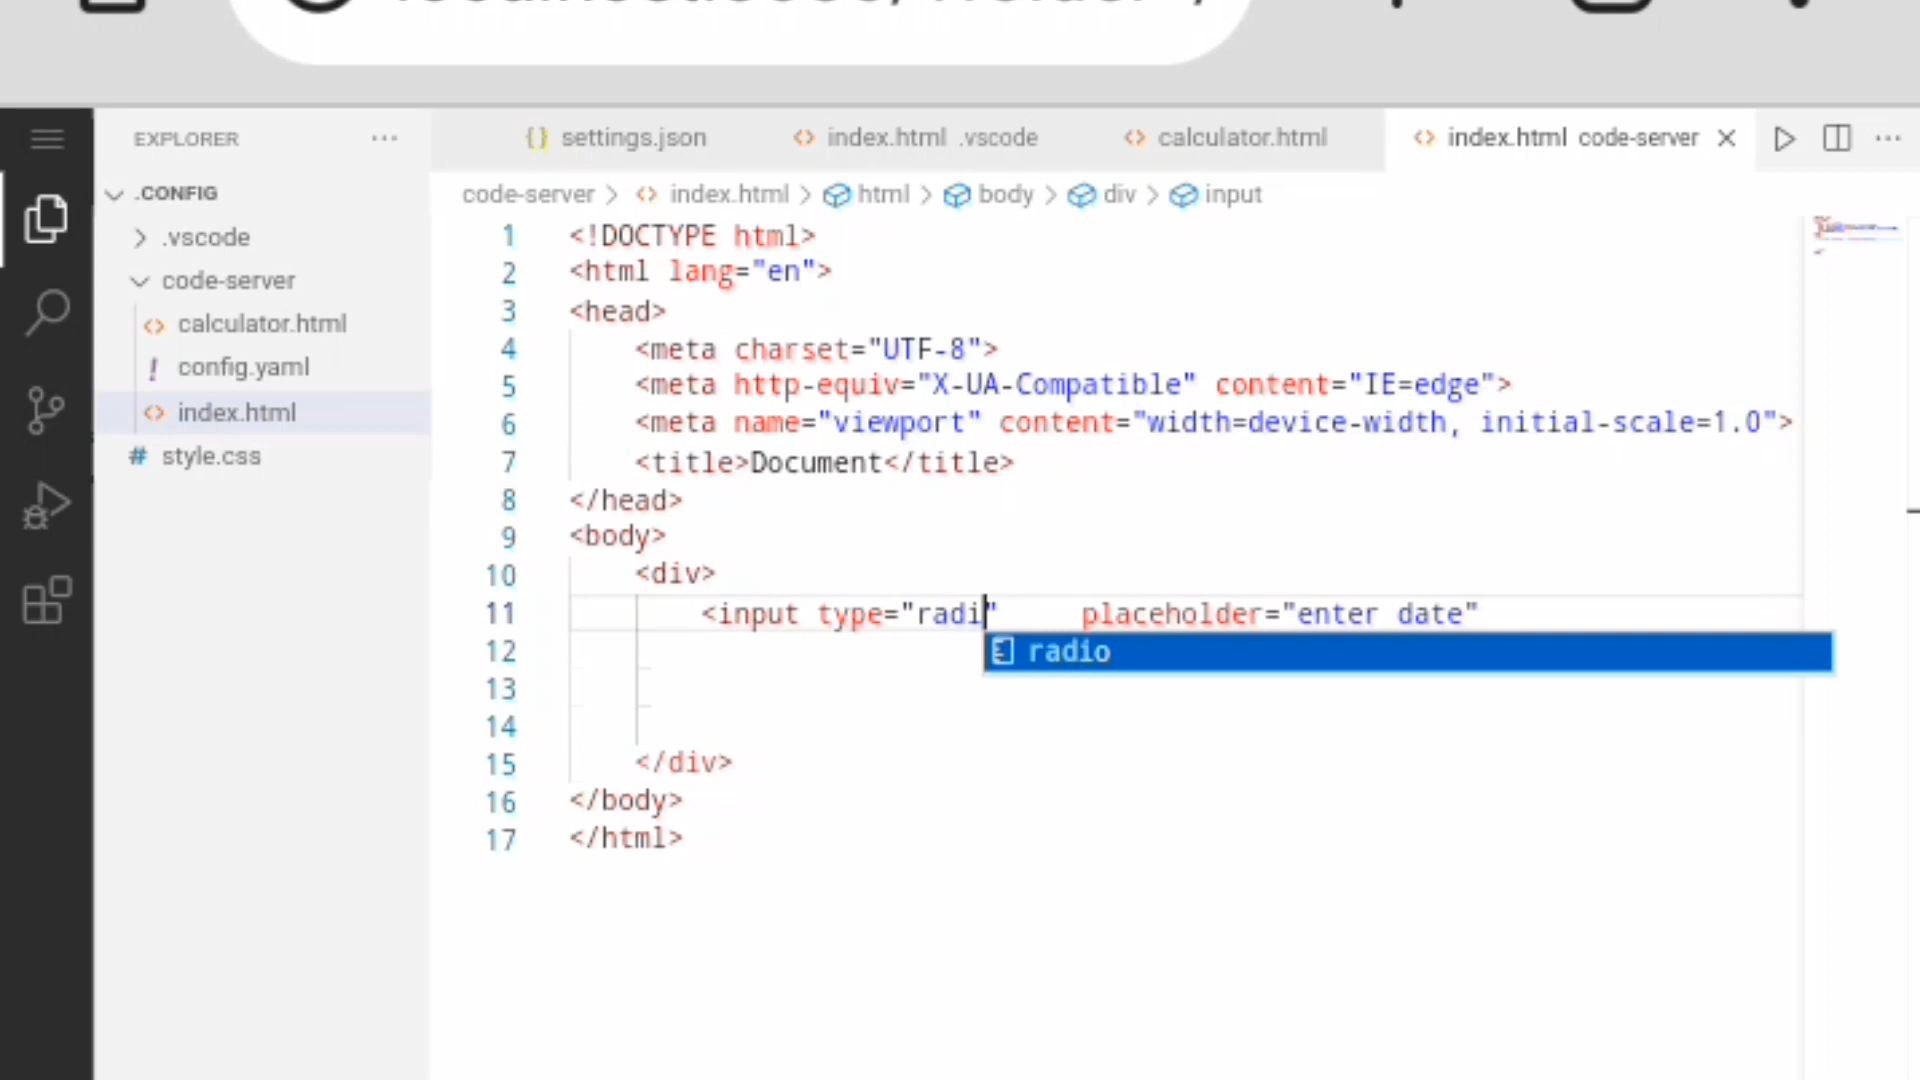 EXPLORER ...
settings.json
index.html .vscode
calculator.html
index.html code-server
.CONFIG
.vscode
code-server
calculator.html
config.yaml
index.html
style.css
code-server > index.html > html > body > div > input
1 <!DOCTYPE html>
2 <html lang="en">
3 <head>
4 <meta charset="UTF-8">
5 <meta http-equiv="X-UA-Compatible" content="IE=edge">
6 <meta name="viewport" content="width=device-width, initial-scale=1.0">
7 <title>Document</title>
8 </head>
9 <body>
10 <div>
11 <input type="radi" placeholder="enter date"
radio
12
13
14
15 </div>
16 </body>
17 </html>